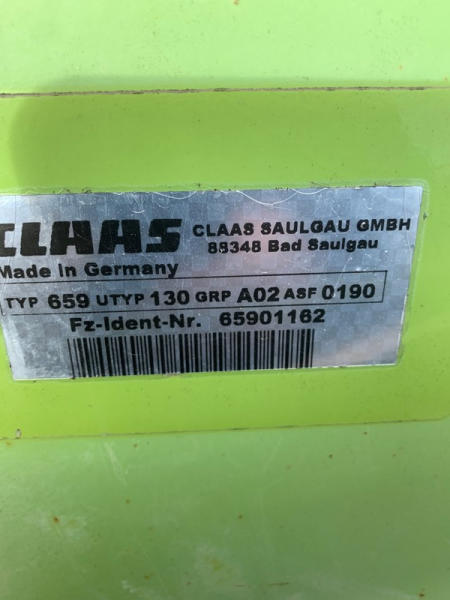 CLAAS CLAAS SAULGAU GMBH
88348 Bad Saulgau
Made in Germany
TYP 659 UTYP 130 GRP A02 ASF 0190
Fz-Ident-Nr. 65901162